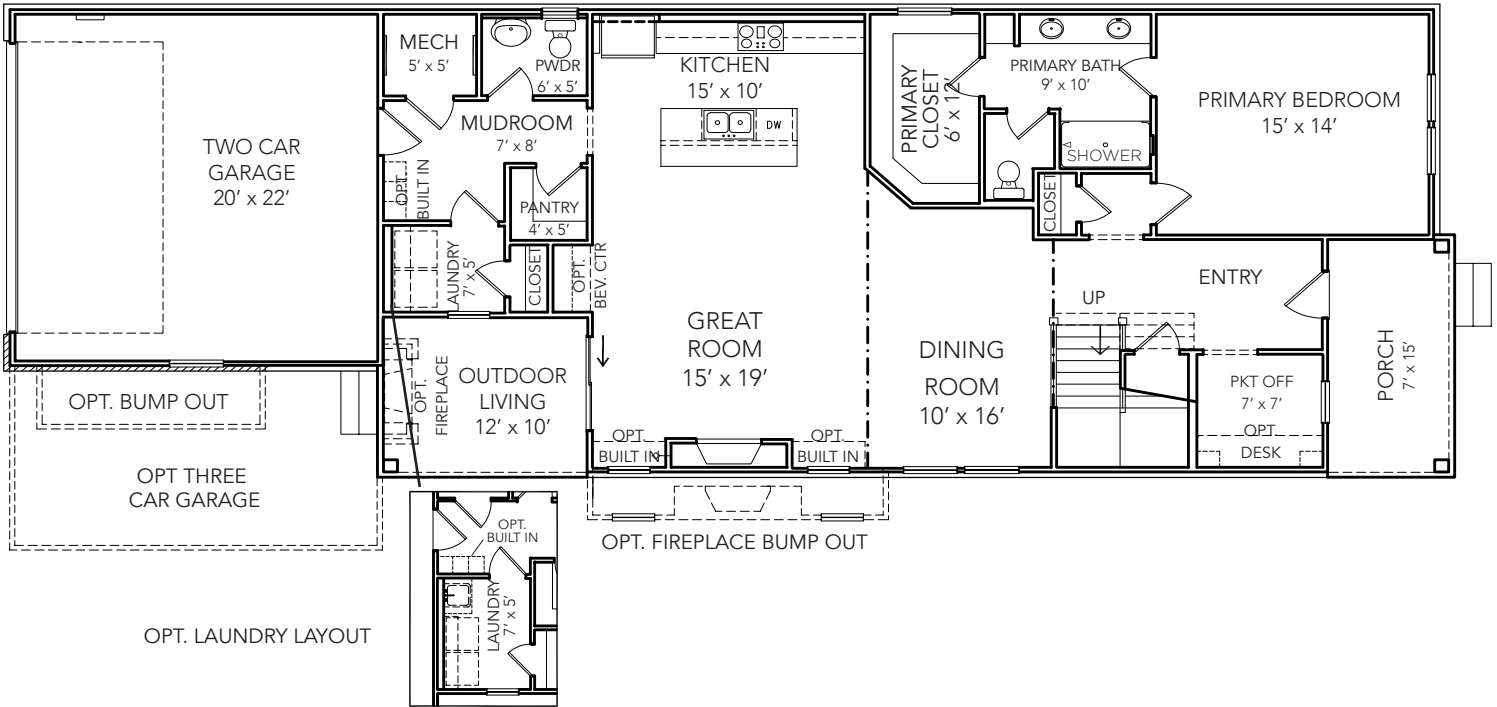 TWO CAR
GARAGE
20’ x 22’
MECH
5’ x 5’
PWDR
6’ x 5’
MUDROOM
7’ x 8’
OPT.
BUILT IN
PANTRY
4’ x 5’
LAUNDRY
7’ x 5’
CLOSET
OPT.
BEV. CTR
KITCHEN
15’ x 10’
DW
GREAT
ROOM
15’ x 19’
PRIMARY
CLOSET
6’ x 12’
PRIMARY BATH
9’ x 10’
SHOWER
CLOSET
PRIMARY BEDROOM
15’ x 14’
ENTRY
UP
DINING
ROOM
10’ x 16’
PKT OFF
7’ x 7’
OPT.
DESK
PORCH
7’ x 15’
OPT.
FIREPLACE
OUTDOOR
LIVING
12’ x 10’
OPT.
BUILT IN
OPT.
BUILT IN
OPT. BUMP OUT
OPT THREE
CAR GARAGE
OPT. FIREPLACE BUMP OUT
OPT.
BUILT IN
LAUNDRY
7’ x 5’
OPT. LAUNDRY LAYOUT